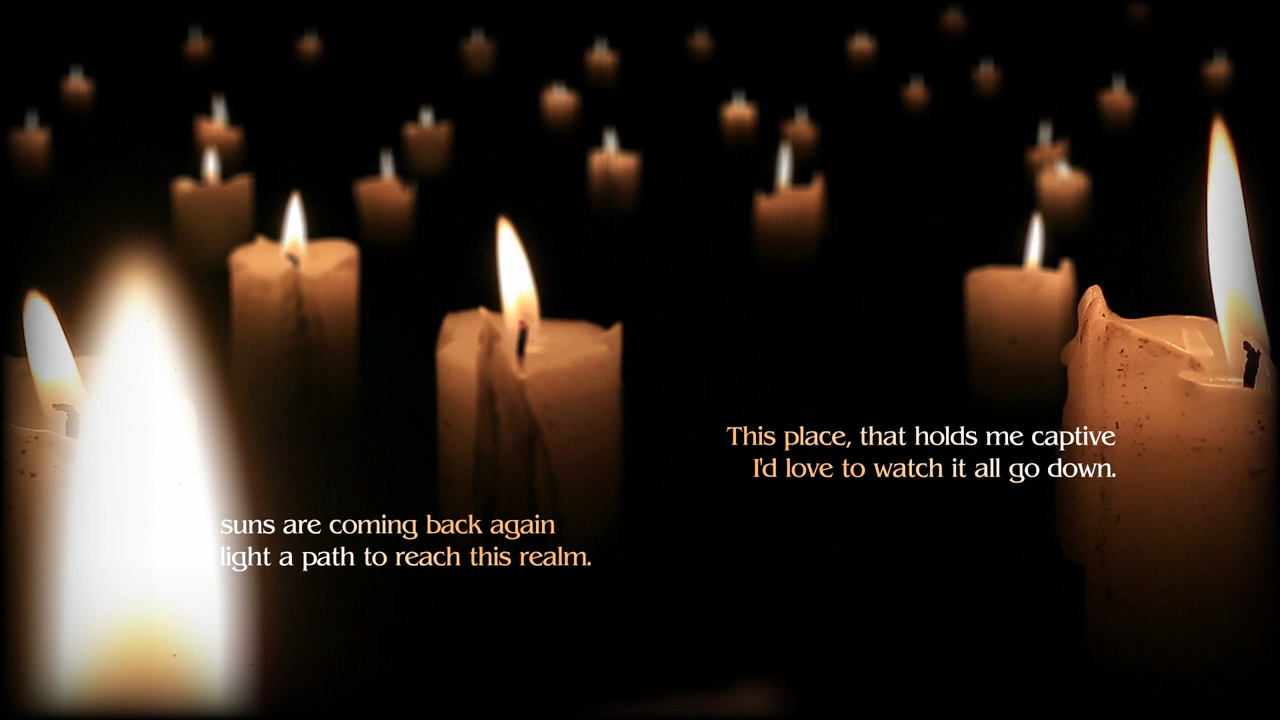 suns are coming back again
light a path to reach this realm.
This place, that holds me captive
I'd love to watch it all go down.